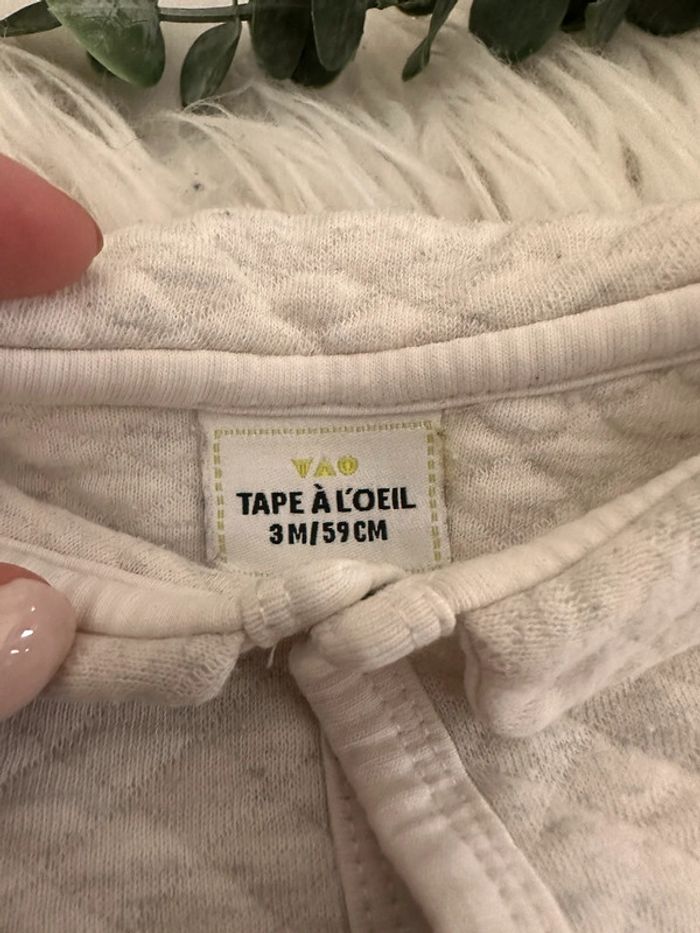 TAO
TAPE À L'OEIL
3M/59CM